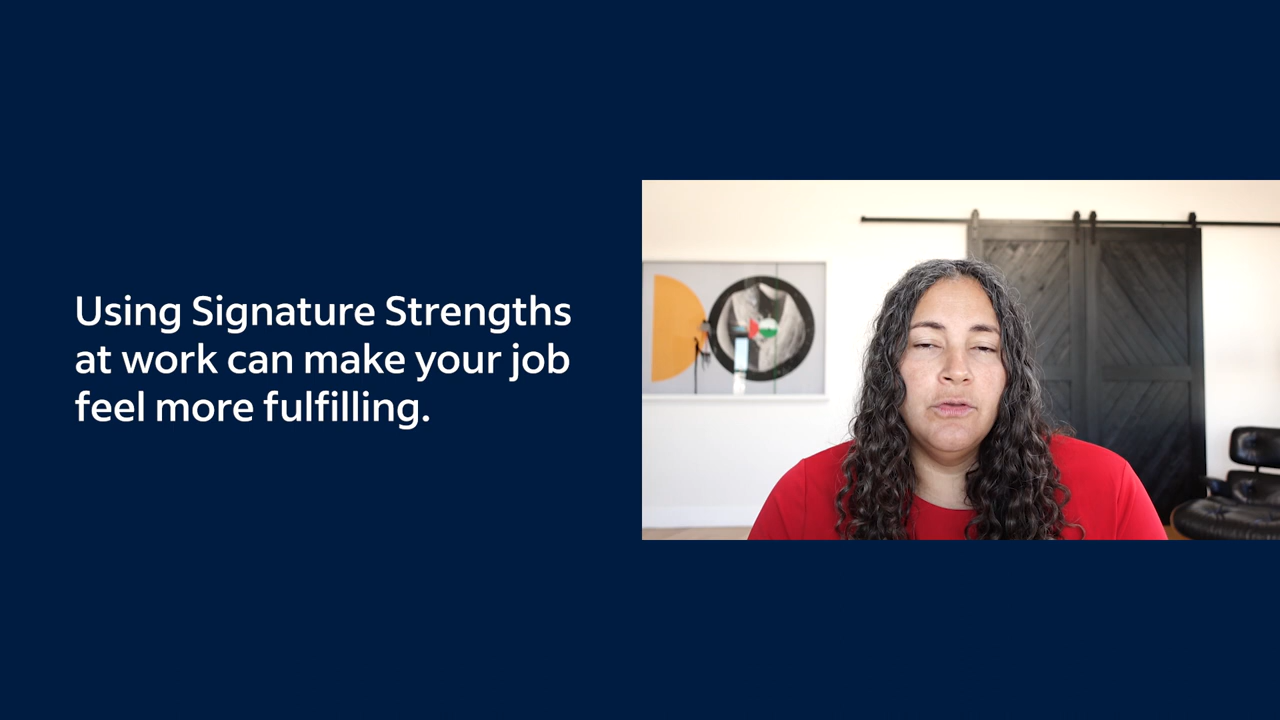 Using Signature Strengths
at work can make your job
feel more fulfilling.